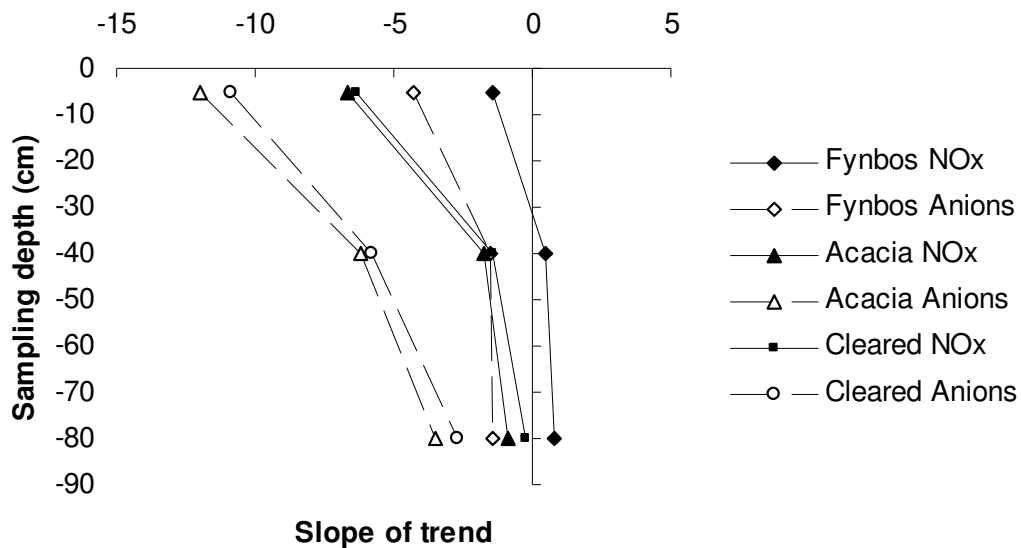 -15 -10 -5 0 5
0
-10
-20
-30
-40
-50
-60
-70
-80
-90
Sampling depth (cm)
Slope of trend
Fynbos NOx
Fynbos Anions
Acacia NOx
Acacia Anions
Cleared NOx
Cleared Anions